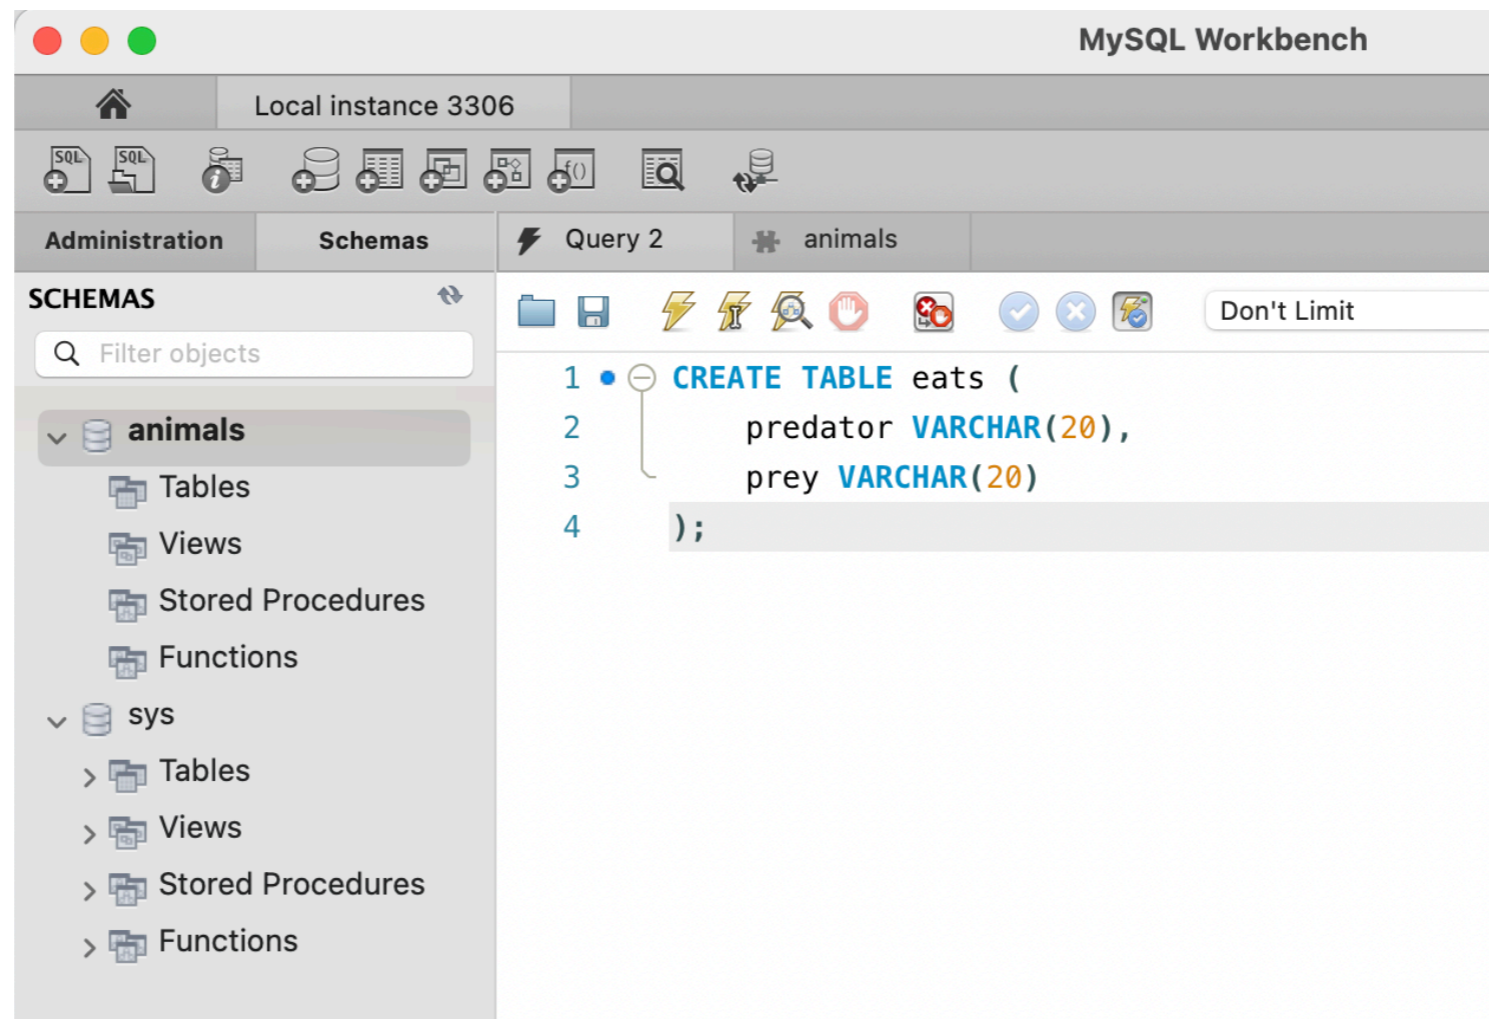 MySQL Workbench
Local instance 3306
SQL SQL i f()
Administration Schemas Query 2 animals
SCHEMAS
Don't Limit
Filter objects
animals
Tables
Views
Stored Procedures
Functions
sys
Tables
Views
Stored Procedures
Functions
1 CREATE TABLE eats (
2 predator VARCHAR(20),
3 prey VARCHAR(20)
4 );